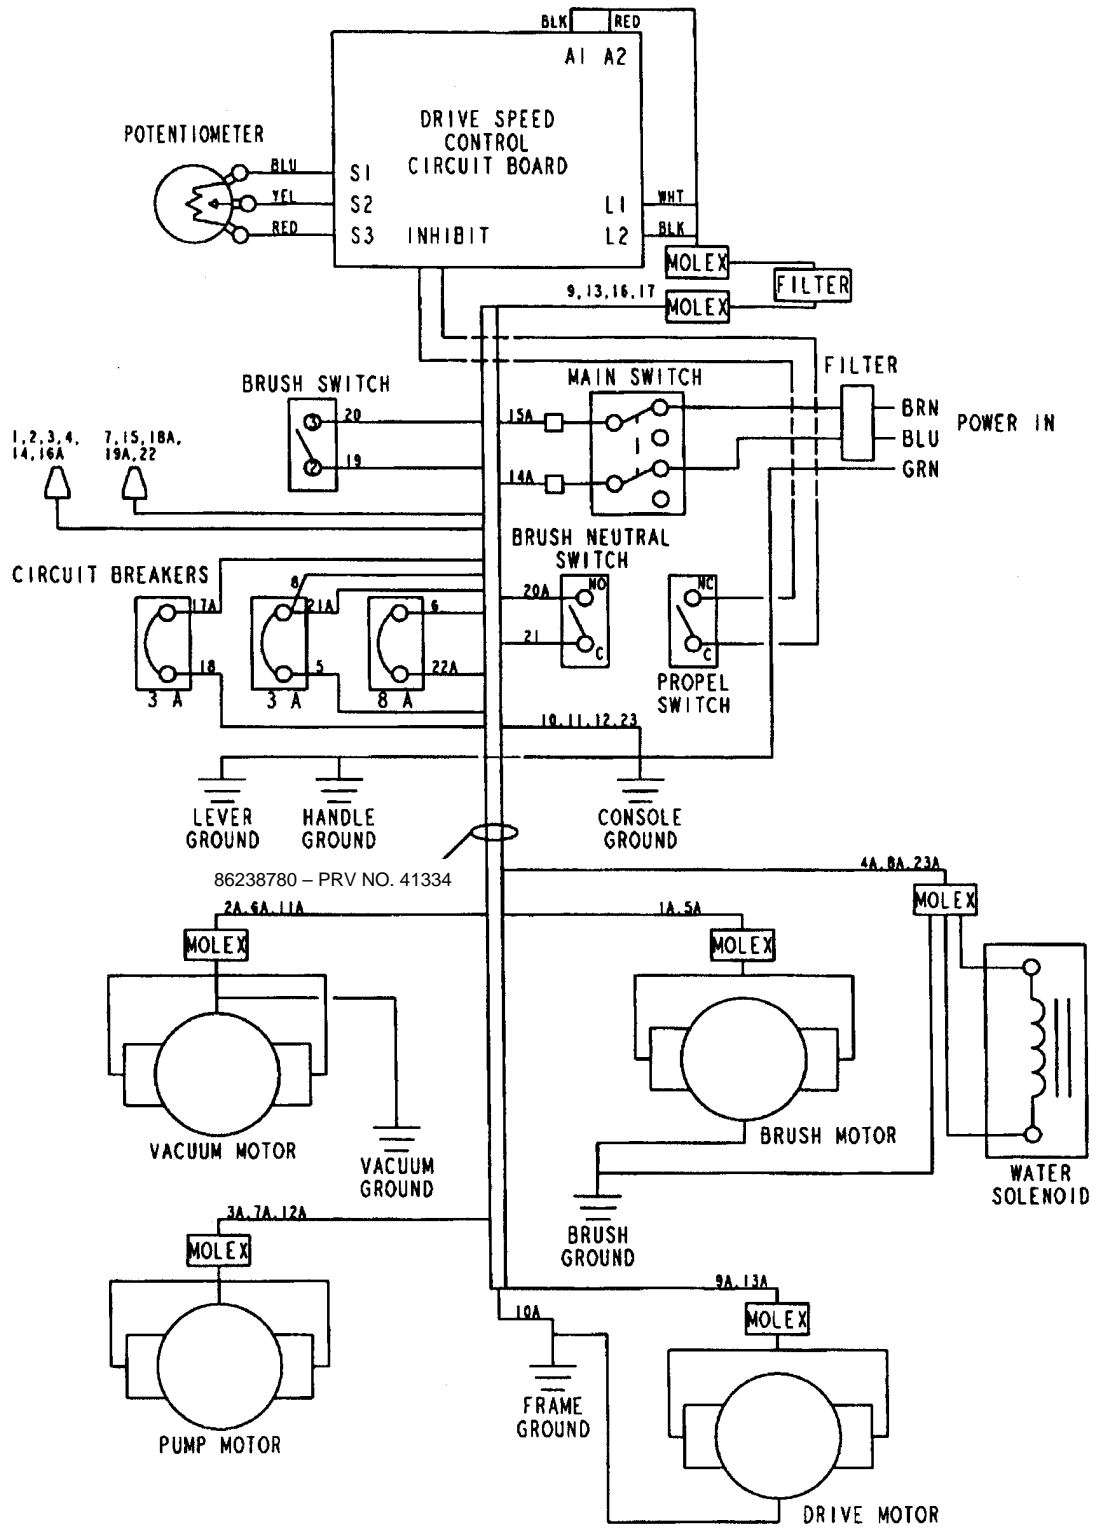 BLK RED
A1 A2
DRIVE SPEED
CONTROL
CIRCUIT BOARD
POTENTIOMETER
BLU
S1
YEL
S2
L1
WHT
RED
S3
INHIBIT
L2
BLK
MOLEX
FILTER
9,13,16,17
MOLEX
BRUSH SWITCH
MAIN SWITCH
FILTER
3
20
15A
BRN
POWER IN
BLU
GRN
1,2,3,4,
14,16A
7,15,18A,
19A,22
2
19
14A
BRUSH NEUTRAL
SWITCH
CIRCUIT BREAKERS
8
17A
21A
6
20A
NO
NC
18
5
22A
21
C
C
3 A
3 A
8 A
PROPEL
SWITCH
10,11,12,23
LEVER
GROUND
HANDLE
GROUND
CONSOLE
GROUND
86238780 – PRV NO. 41334
4A,8A,23A
MOLEX
2A,6A,11A
1A,5A
MOLEX
MOLEX
VACUUM MOTOR
BRUSH MOTOR
VACUUM
GROUND
WATER
SOLENOID
3A,7A,12A
BRUSH
GROUND
MOLEX
9A,13A
10A
MOLEX
FRAME
GROUND
PUMP MOTOR
DRIVE MOTOR